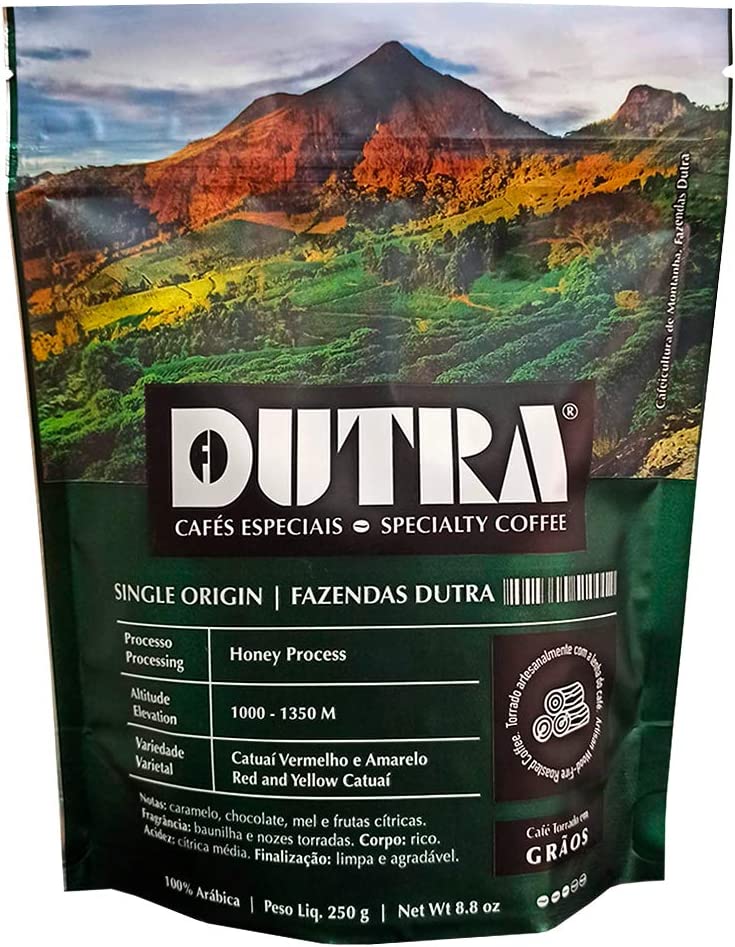 Cafeicultura de Montanha. Fazendas Dutra
DUTRA®
CAFÉS ESPECIAIS SPECIALTY COFFEE
SINGLE ORIGIN | FAZENDAS DUTRA
Processo
Processing
Honey Process
Altitude
Elevation
1000 - 1350 M
Variedade
Varietal
Catuaí Vermelho e Amarelo
Red and Yellow Catuaí
Torrado artesanalmente com a lenha do café.
Artisan Wood-Fire Roasted Coffee.
Notas: caramelo, chocolate, mel e frutas cítricas.
Fragrância: baunilha e nozes torradas. Corpo: rico.
Acidez: cítrica média. Finalização: limpa e agradável.
Café Torrado em
GRÃOS
100% Arábica | Peso Liq. 250 g | Net Wt 8.8 oz